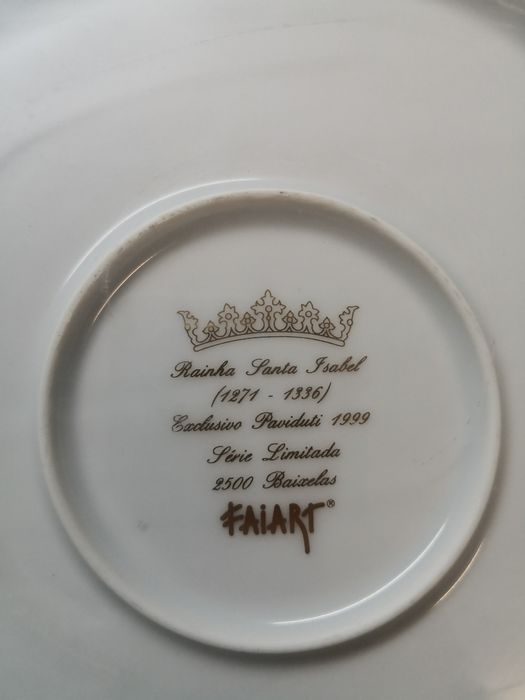 Rainha Santa Isabel
(1271 - 1336)
Exclusivo Paviduti 1999
Série Limitada
2500 Baixelas
FAiART®